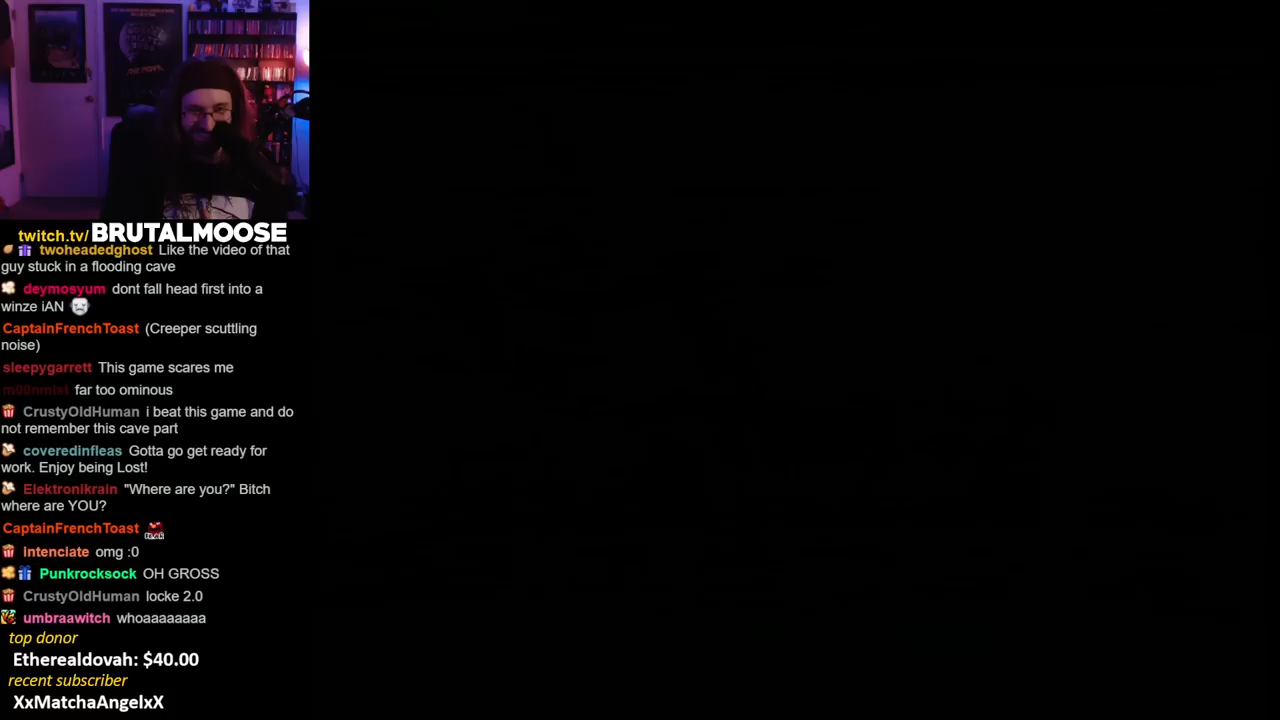 twitch.tv/BRUTALMOOSE
twoheadedghost Like the video of that
guy stuck in a flooding cave
deymosyum dont fall head first into a
winze iAN
CaptainFrenchToast (Creeper scuttling
noise)
sleepygarrett This game scares me
m00nmist far too ominous
CrustyOldHuman i beat this game and do
not remember this cave part
coveredinfleas Gotta go get ready for
work. Enjoy being Lost!
Elektronikrain "Where are you?" Bitch
where are YOU?
CaptainFrenchToast
intenciate omg :0
Punkrocksock OH GROSS
CrustyOldHuman locke 2.0
umbraawitch whoaaaaaaaa
top donor
Etherealdovah: $40.00
recent subscriber
XxMatchaAngelxX